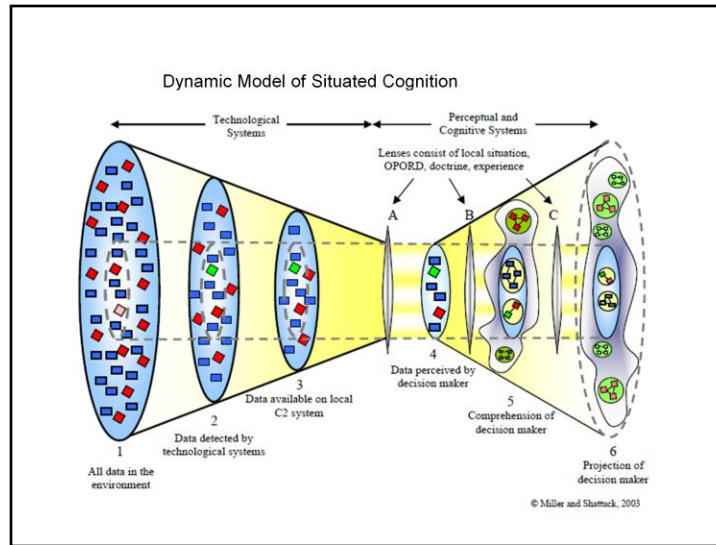 Dynamic Model of Situated Cognition
Technological
Systems
Perceptual and
Cognitive Systems
Lenses consist of local situation,
OPORD, doctrine, experience
A
B
C
1
All data in the
environment
2
Data detected by
technological systems
3
Data available on local
C2 system
4
Data perceived by
decision maker
5
Comprehension of
decision maker
6
Projection of
decision maker
© Miller and Shattuck, 2003